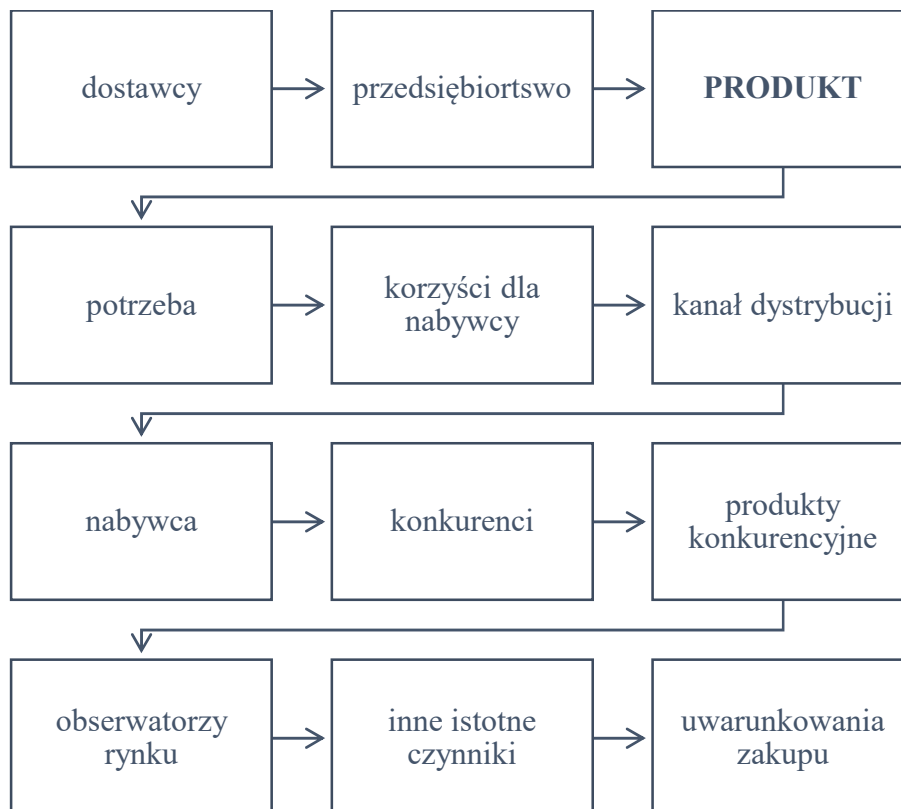 dostawcy
przedsiębiortswo
PRODUKT
potrzeba
korzyści dla
nabywcy
kanał dystrybucji
nabywca
konkurenci
produkty
konkurencyjne
obserwatorzy
rynku
inne istotne
czynniki
uwarunkowania
zakupu